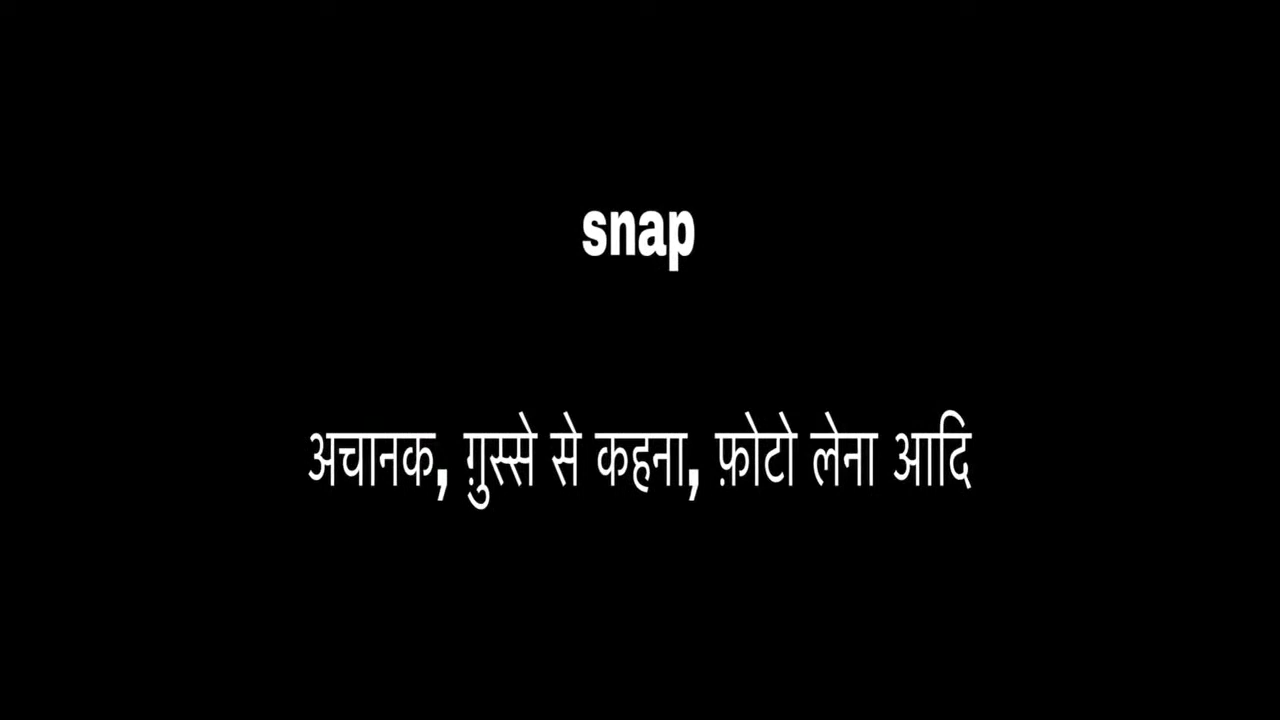 snap
अचानक, ग़ुस्से से कहना, फ़ोटो लेना आदि